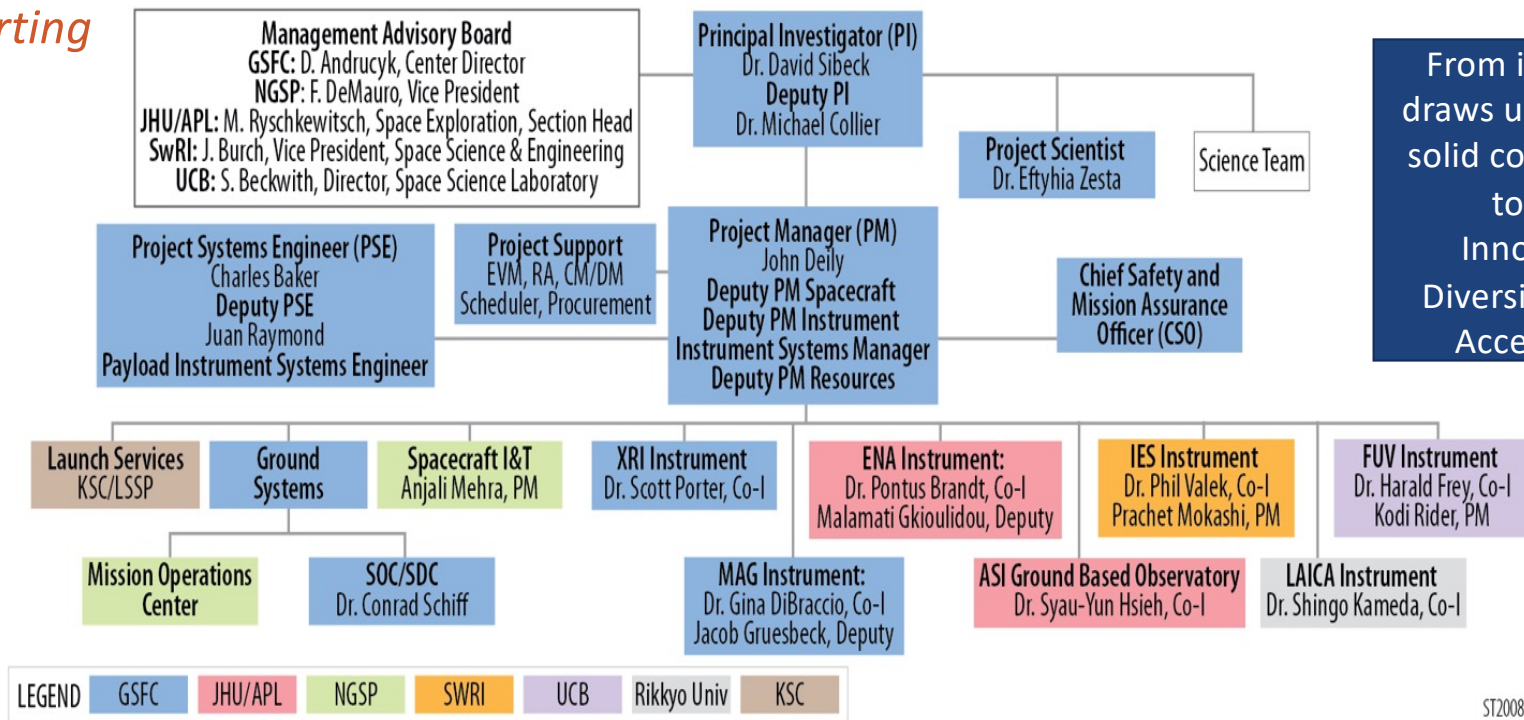 Management Advisory Board
GSFC: D. Andrucyk, Center Director
NGSP: F. DeMauro, Vice President
JHU/APL: M. Ryschkewitsch, Space Exploration, Section Head
SwRI: J. Burch, Vice President, Space Science & Engineering
UCB: S. Beckwith, Director, Space Science Laboratory
Principal Investigator (PI)
Dr. David Sibeck
Deputy PI
Dr. Michael Collier
Project Scientist
Dr. Eftyhia Zesta
Science Team
From
draws
solid
to
Project Systems Engineer (PSE)
Charles Baker
Deputy PSE
Juan Raymond
Payload Instrument Systems Engineer
Project Support
EVM, RA, CM/DM
Scheduler, Procurement
Project Manager (PM)
John Deily
Deputy PM Spacecraft
Deputy PM Instrument
Instrument Systems Manager
Deputy PM Resources
Chief Safety and
Mission Assurance
Officer (CSO)
Launch Services
KSC/LSSP
Ground
Systems
Spacecraft I&T
Anjali Mehra, PM
XRI Instrument
Dr. Scott Porter, Co-I
ENA Instrument:
Dr. Pontus Brandt, Co-I
Malamati Gkioulidou, Deputy
IES Instrument
Dr. Phil Valek, Co-I
Prachet Mokashi, PM
FUV Instrument
Dr. Harald Frey, Co-I
Kodi Rider, PM
Mission Operations
Center
SOC/SDC
Dr. Conrad Schiff
MAG Instrument:
Dr. Gina DiBraccio, Co-I
Jacob Gruesbeck, Deputy
ASI Ground Based Observatory
Dr. Syau-Yun Hsieh, Co-I
LAICA Instrument
Dr. Shingo Kameda, Co-I
LEGEND GSFC JHU/APL NGSP SWRI UCB Rikkyo Univ KSC
ST2008